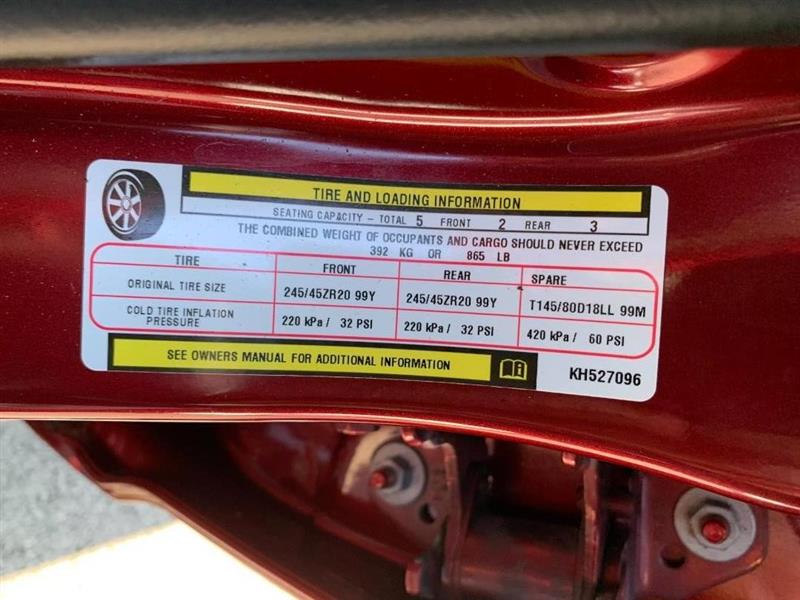 TIRE AND LOADING INFORMATION
SEATING CAPACITY - TOTAL 5 FRONT 2 REAR 3
THE COMBINED WEIGHT OF OCCUPANTS AND CARGO SHOULD NEVER EXCEED
392 KG OR 865 LB
TIRE FRONT REAR SPARE
ORIGINAL TIRE SIZE 245/45ZR20 99Y 245/45ZR20 99Y T145/80D18LL 99M
COLD TIRE INFLATION
PRESSURE 220 kPa / 32 PSI 220 kPa / 32 PSI 420 kPa / 60 PSI
SEE OWNERS MANUAL FOR ADDITIONAL INFORMATION
KH527096